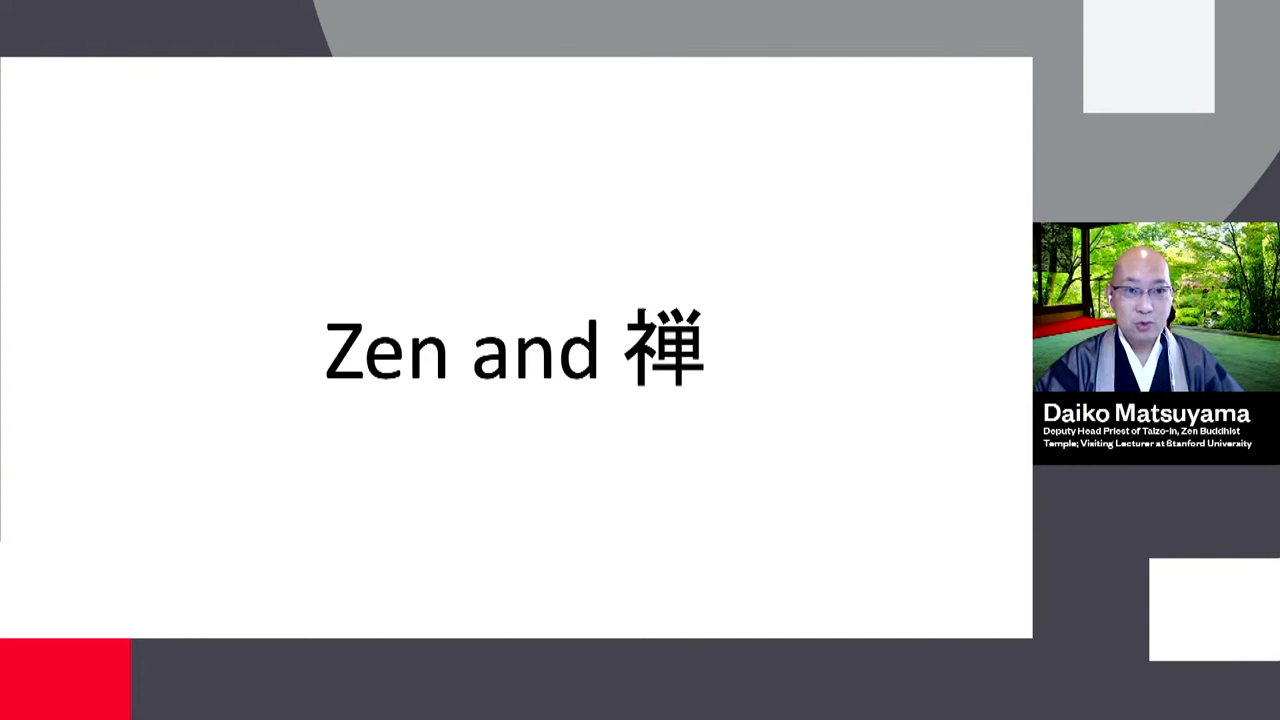 Zen and 禅
Daiko Matsuyama
Deputy Head Priest of Taizo-in, Zen Buddhist
Temple; Visiting Lecturer at Stanford University